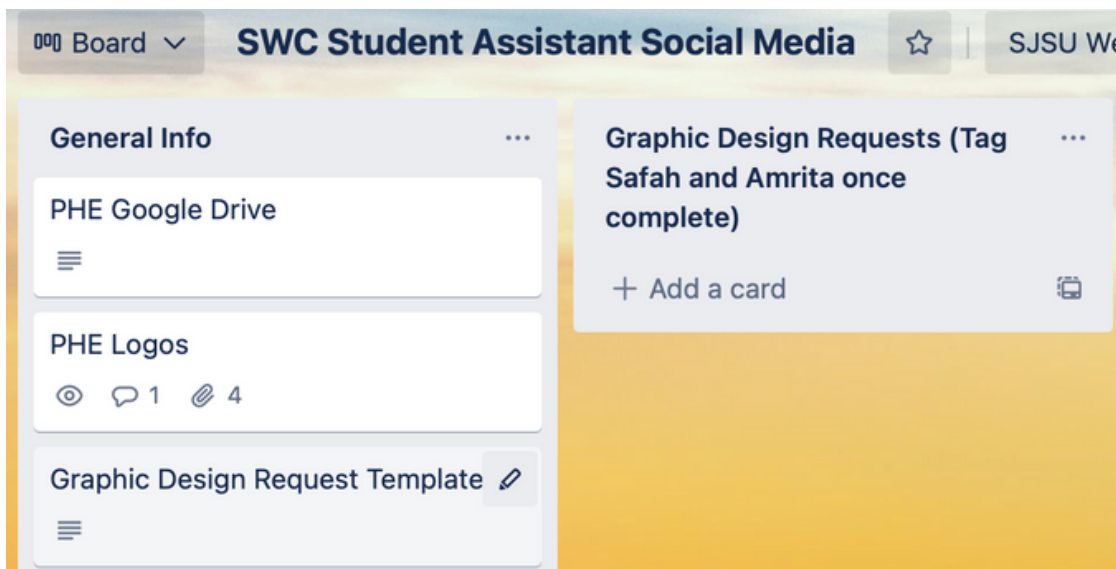 Board
SWC Student Assistant Social Media
SJSU
General Info
PHE Google Drive
PHE Logos
1 4
Graphic Design Request Template
Graphic Design Requests (Tag
Safah and Amrita once
complete)
+ Add a card